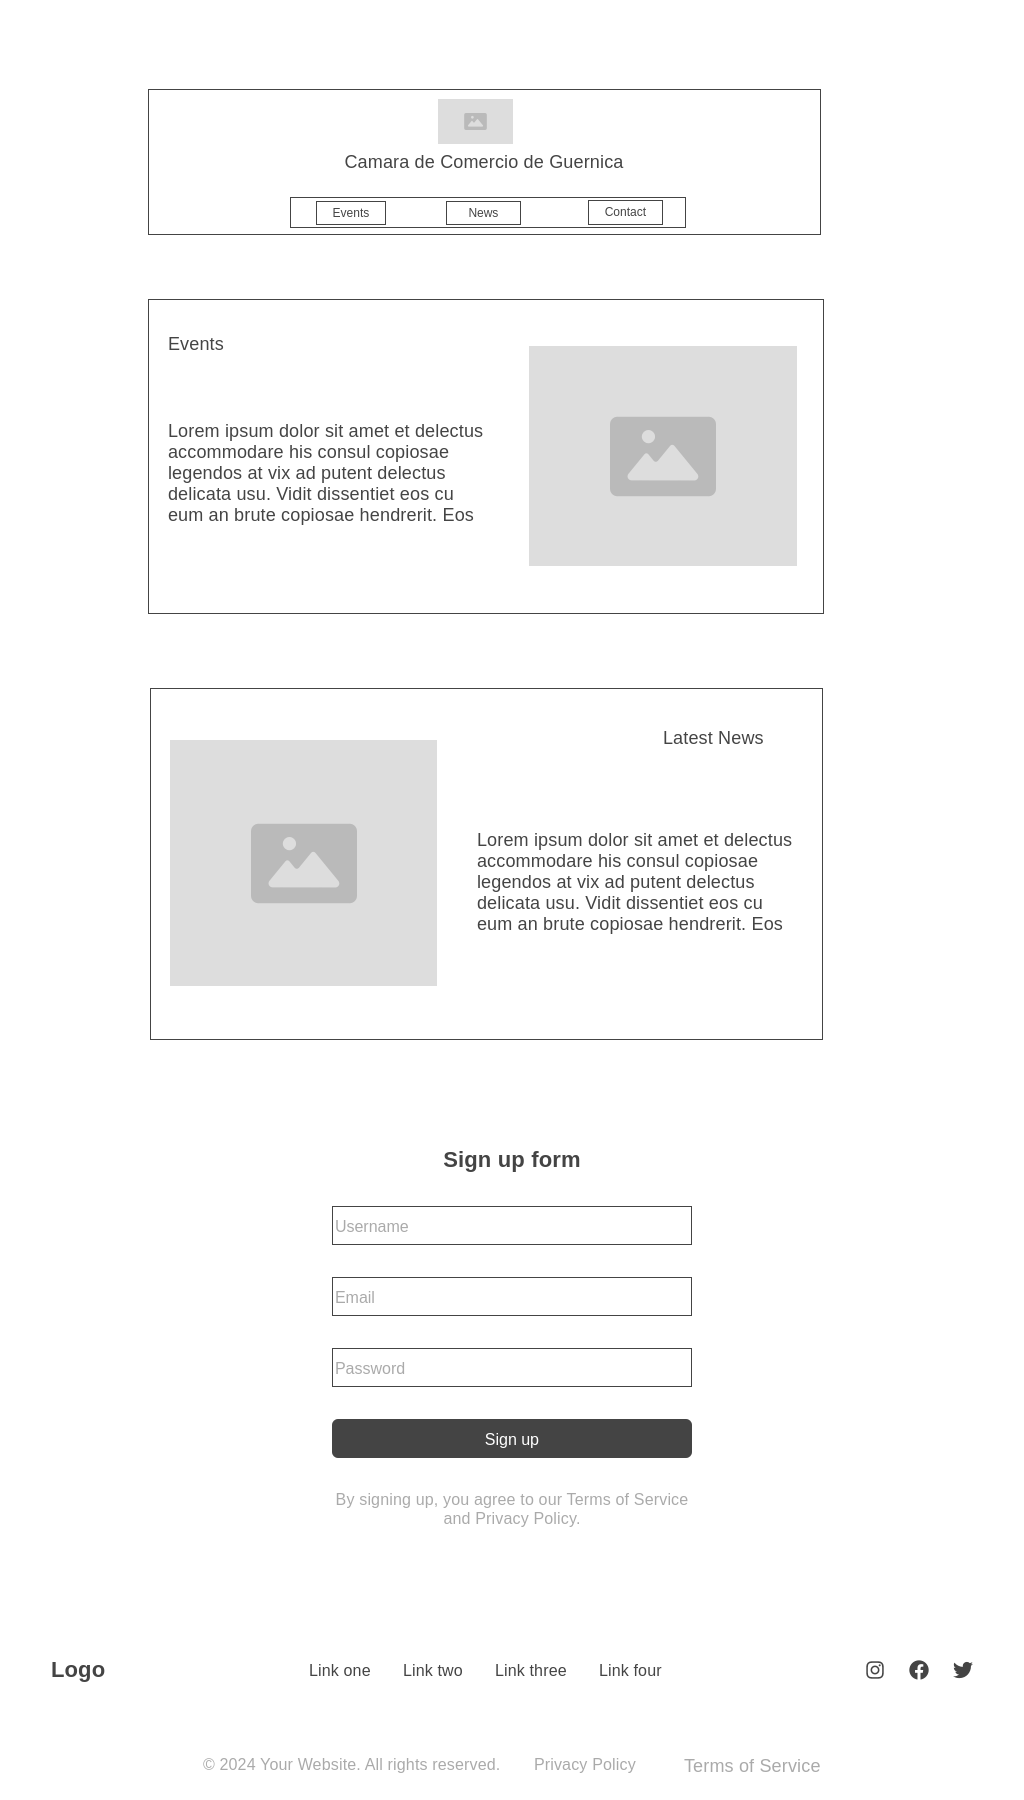 Camara de Comercio de Guernica
Events
News
Contact
Events
Lorem ipsum dolor sit amet et delectus
accommodare his consul copiosae
legendos at vix ad putent delectus
delicata usu. Vidit dissentiet eos cu
eum an brute copiosae hendrerit. Eos
Latest News
Lorem ipsum dolor sit amet et delectus
accommodare his consul copiosae
legendos at vix ad putent delectus
delicata usu. Vidit dissentiet eos cu
eum an brute copiosae hendrerit. Eos
Sign up form
Username
Email
Password
Sign up
By signing up, you agree to our Terms of Service
and Privacy Policy.
Logo
Link one
Link two
Link three
Link four
© 2024 Your Website. All rights reserved.
Privacy Policy
Terms of Service